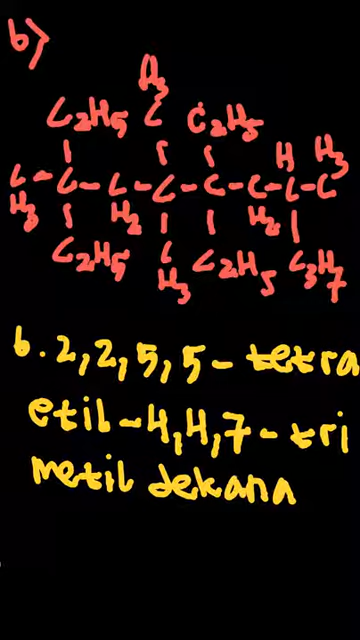 b)
H3
C2H5 C C2H5
C-C-C-C-C-C-C-C
H3 H2 H2 H H3
C2H5 C C2H5 C3H7
H3
b. 2,2,5,5-tetra
etil-4,4,7-tri
metil dekana